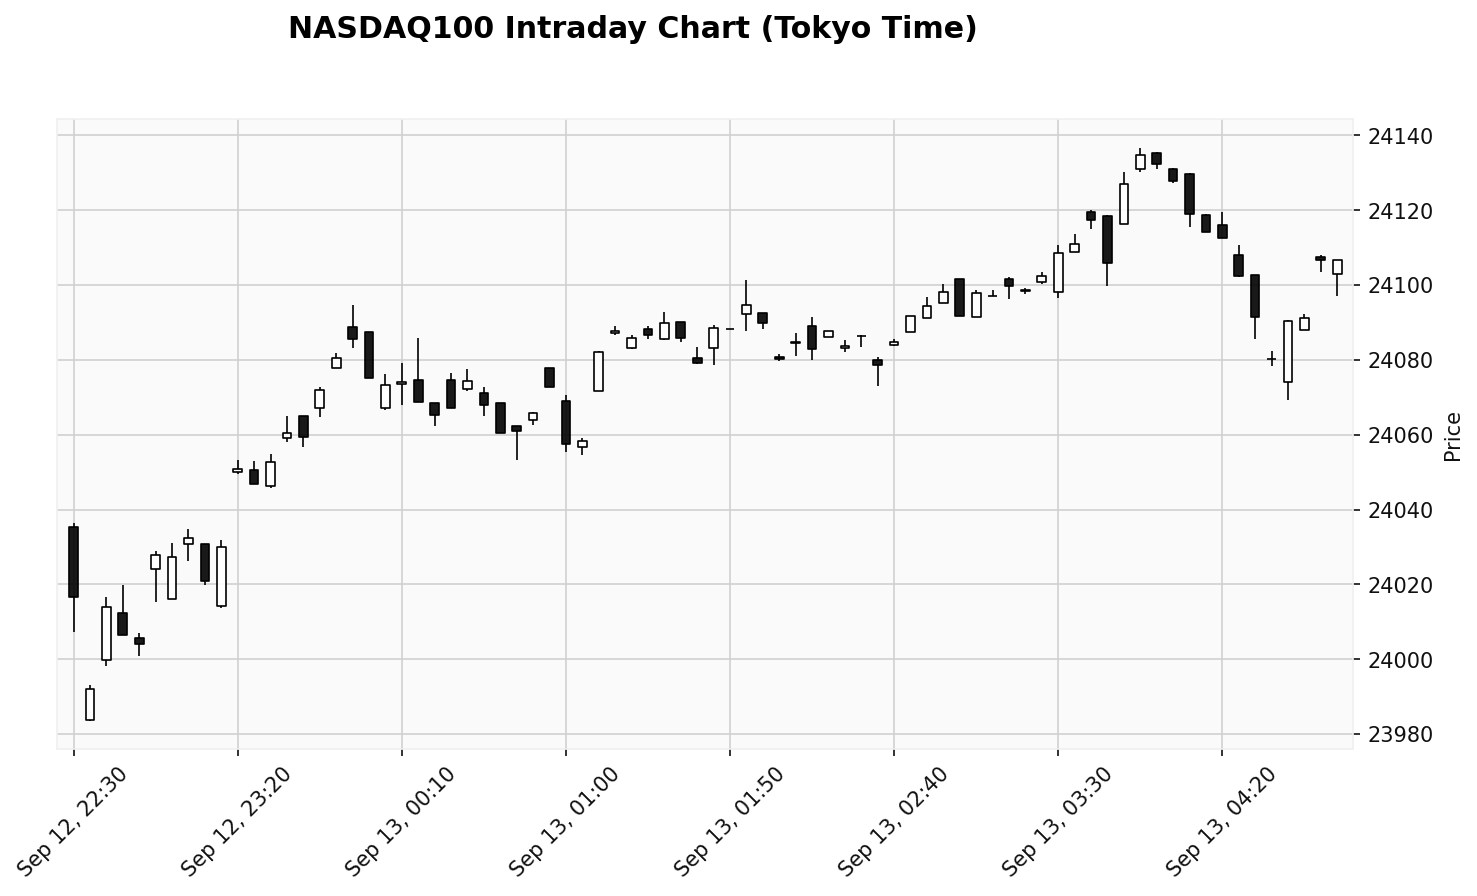 NASDAQ100 Intraday Chart (Tokyo Time)
24140
24120
24100
24080
24060
24040
24020
24000
23980
Price
Sep 12, 22:30
Sep 12, 23:20
Sep 13, 00:10
Sep 13, 01:00
Sep 13, 01:50
Sep 13, 02:40
Sep 13, 03:30
Sep 13, 04:20